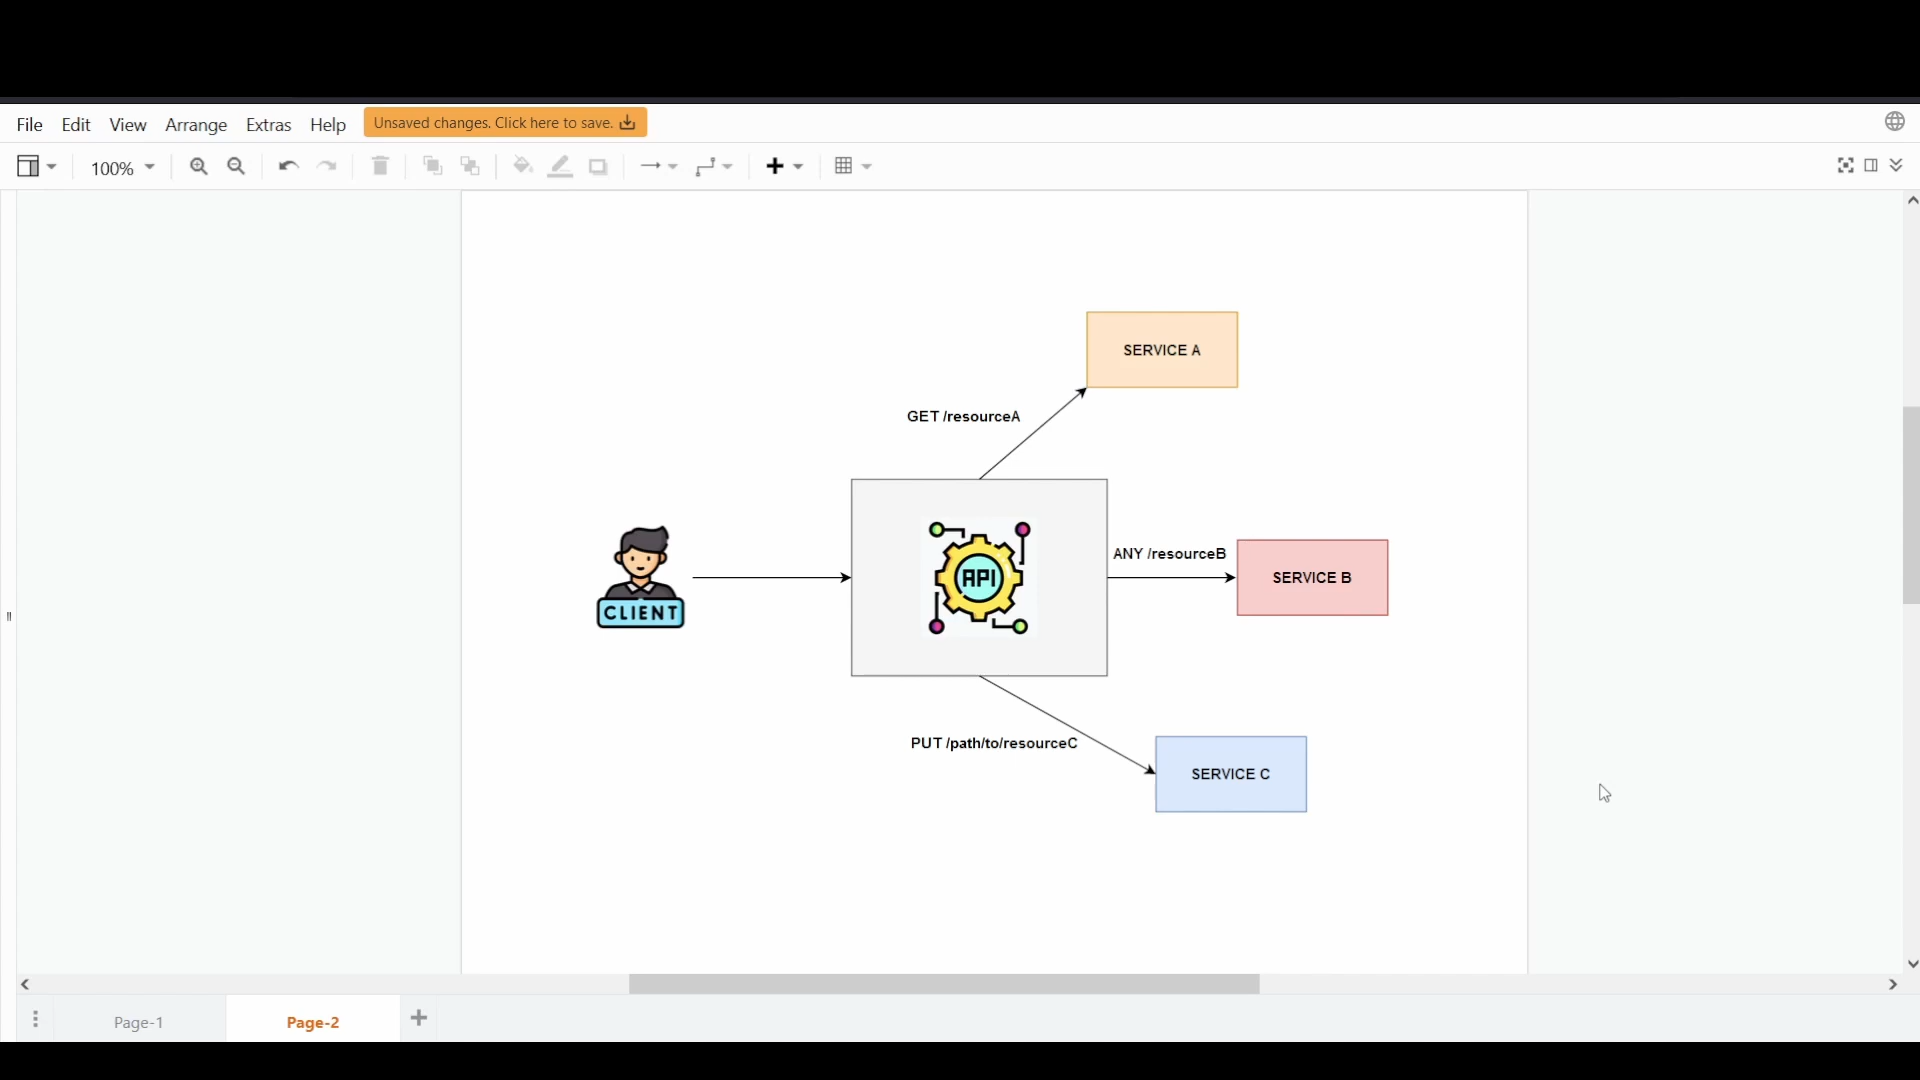 File Edit View Arrange Extras Help Unsaved changes. Click here to save.
100%
SERVICE A
GET /resourceA
API
ANY /resourceB
SERVICE B
CLIENT
PUT /path/to/resourceC
SERVICE C
Page-1 Page-2